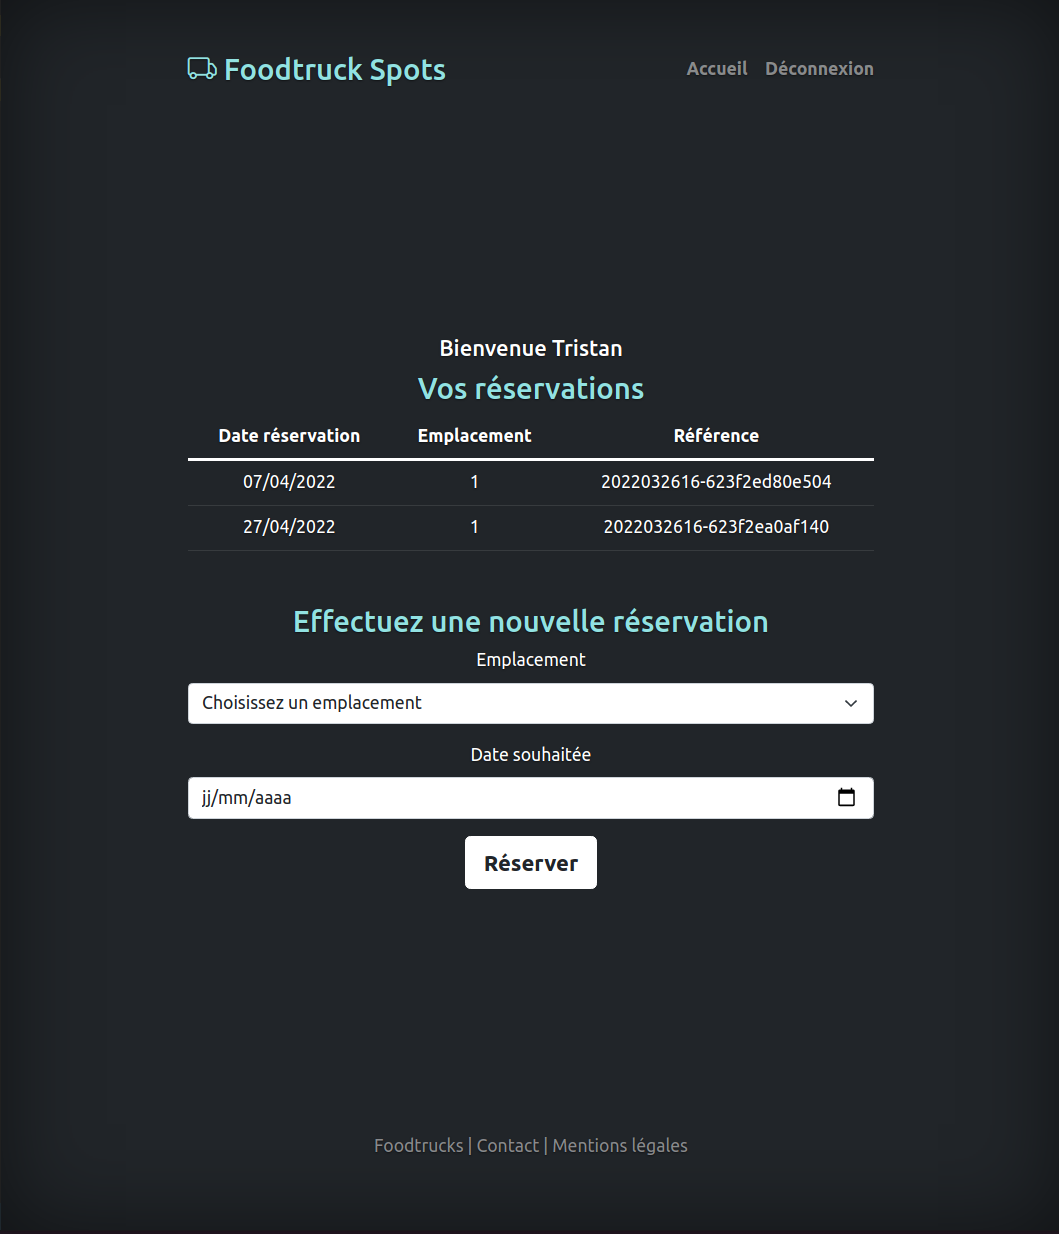 Foodtruck Spots Accueil Déconnexion
Bienvenue Tristan
Vos réservations
Date réservation Emplacement Référence
07/04/2022 1 2022032616-623f2ed80e504
27/04/2022 1 2022032616-623f2ea0af140
Effectuez une nouvelle réservation
Emplacement
Choisissez un emplacement
Date souhaitée
jj/mm/aaaa
Réserver
Foodtrucks | Contact | Mentions légales